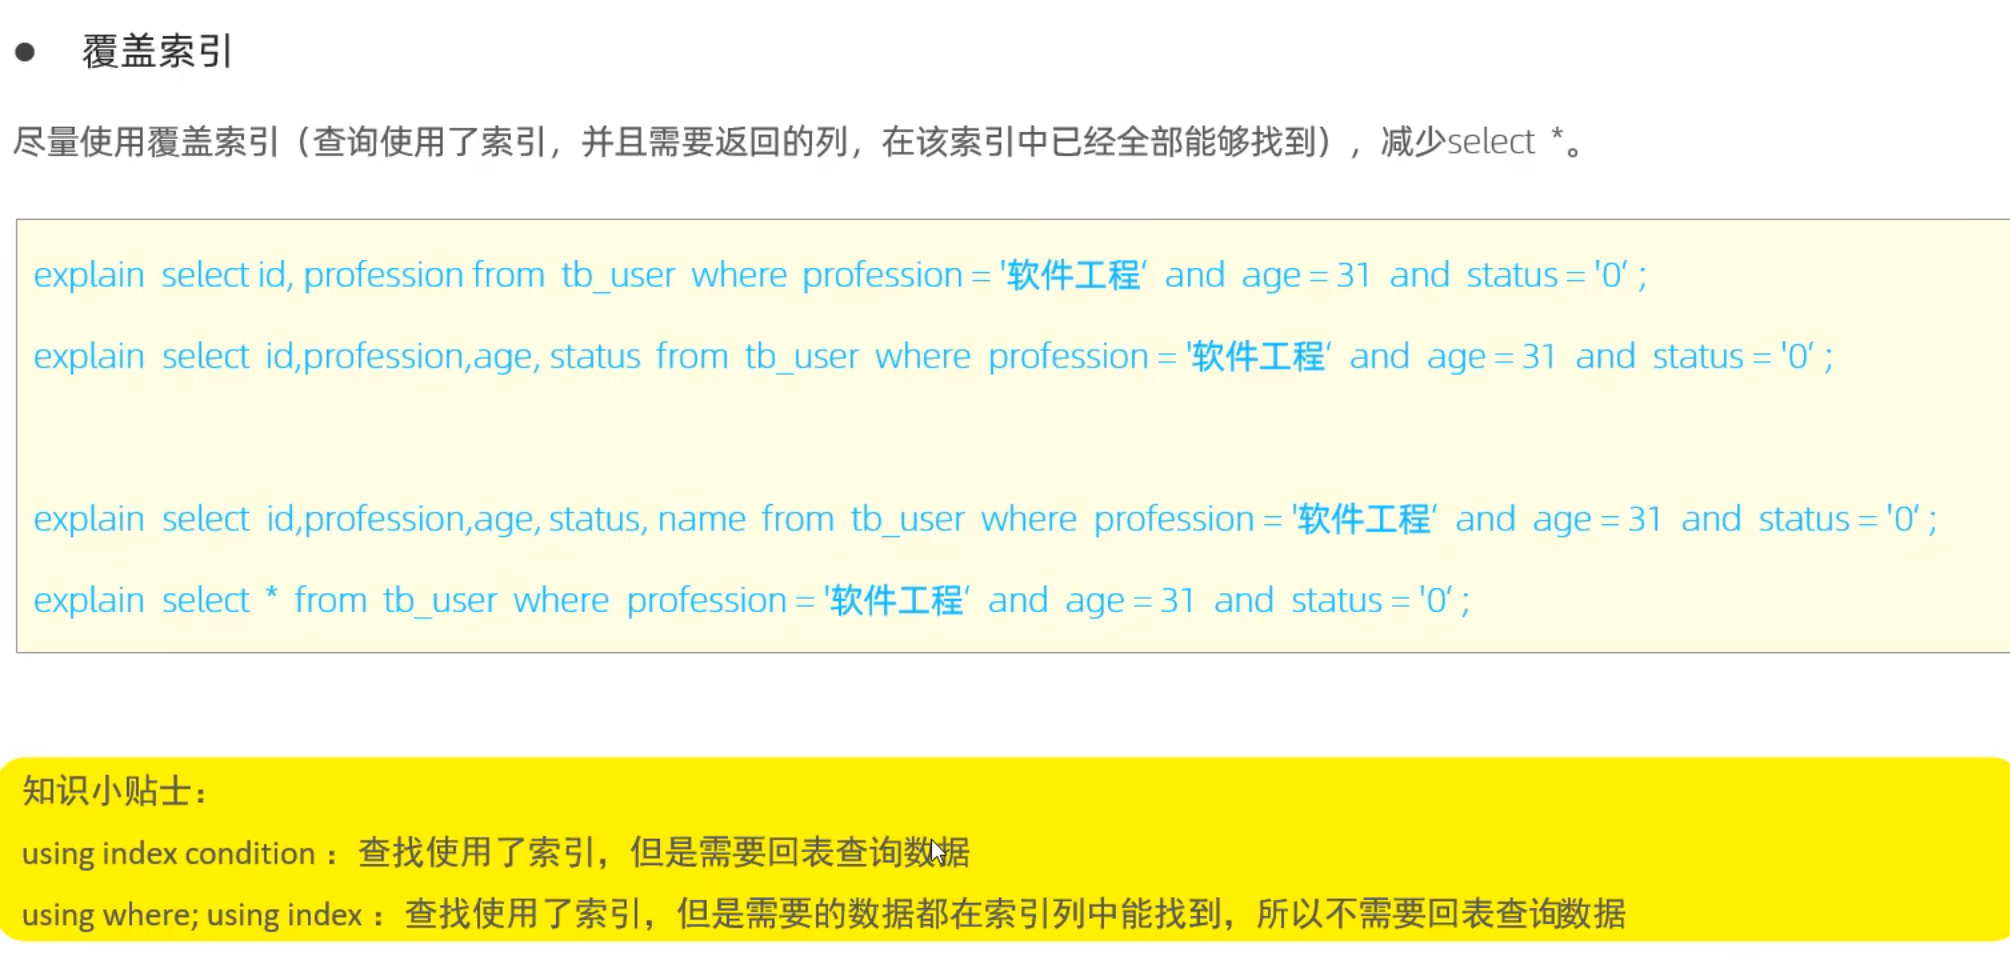 ● 覆盖索引
尽量使用覆盖索引（查询使用了索引，并且需要返回的列，在该索引中已经全部能够找到），减少select *。
explain select id, profession from tb_user where profession = '软件工程‘ and age = 31 and status = '0‘ ;
explain select id,profession,age, status from tb_user where profession = '软件工程‘ and age = 31 and status = '0‘ ;
explain select id,profession,age, status, name from tb_user where profession = '软件工程‘ and age = 31 and status = '0‘ ;
explain select * from tb_user where profession = '软件工程‘ and age = 31 and status = '0‘ ;
知识小贴士：
using index condition ：查找使用了索引，但是需要回表查询数据
using where; using index ：查找使用了索引，但是需要的数据都在索引列中能找到，所以不需要回表查询数据